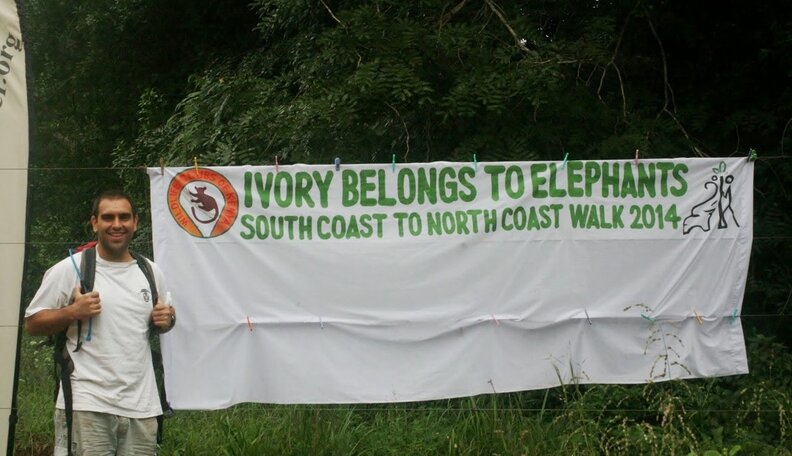 IVORY BELONGS TO ELEPHANTS
SOUTH COAST TO NORTH COAST WALK 2014